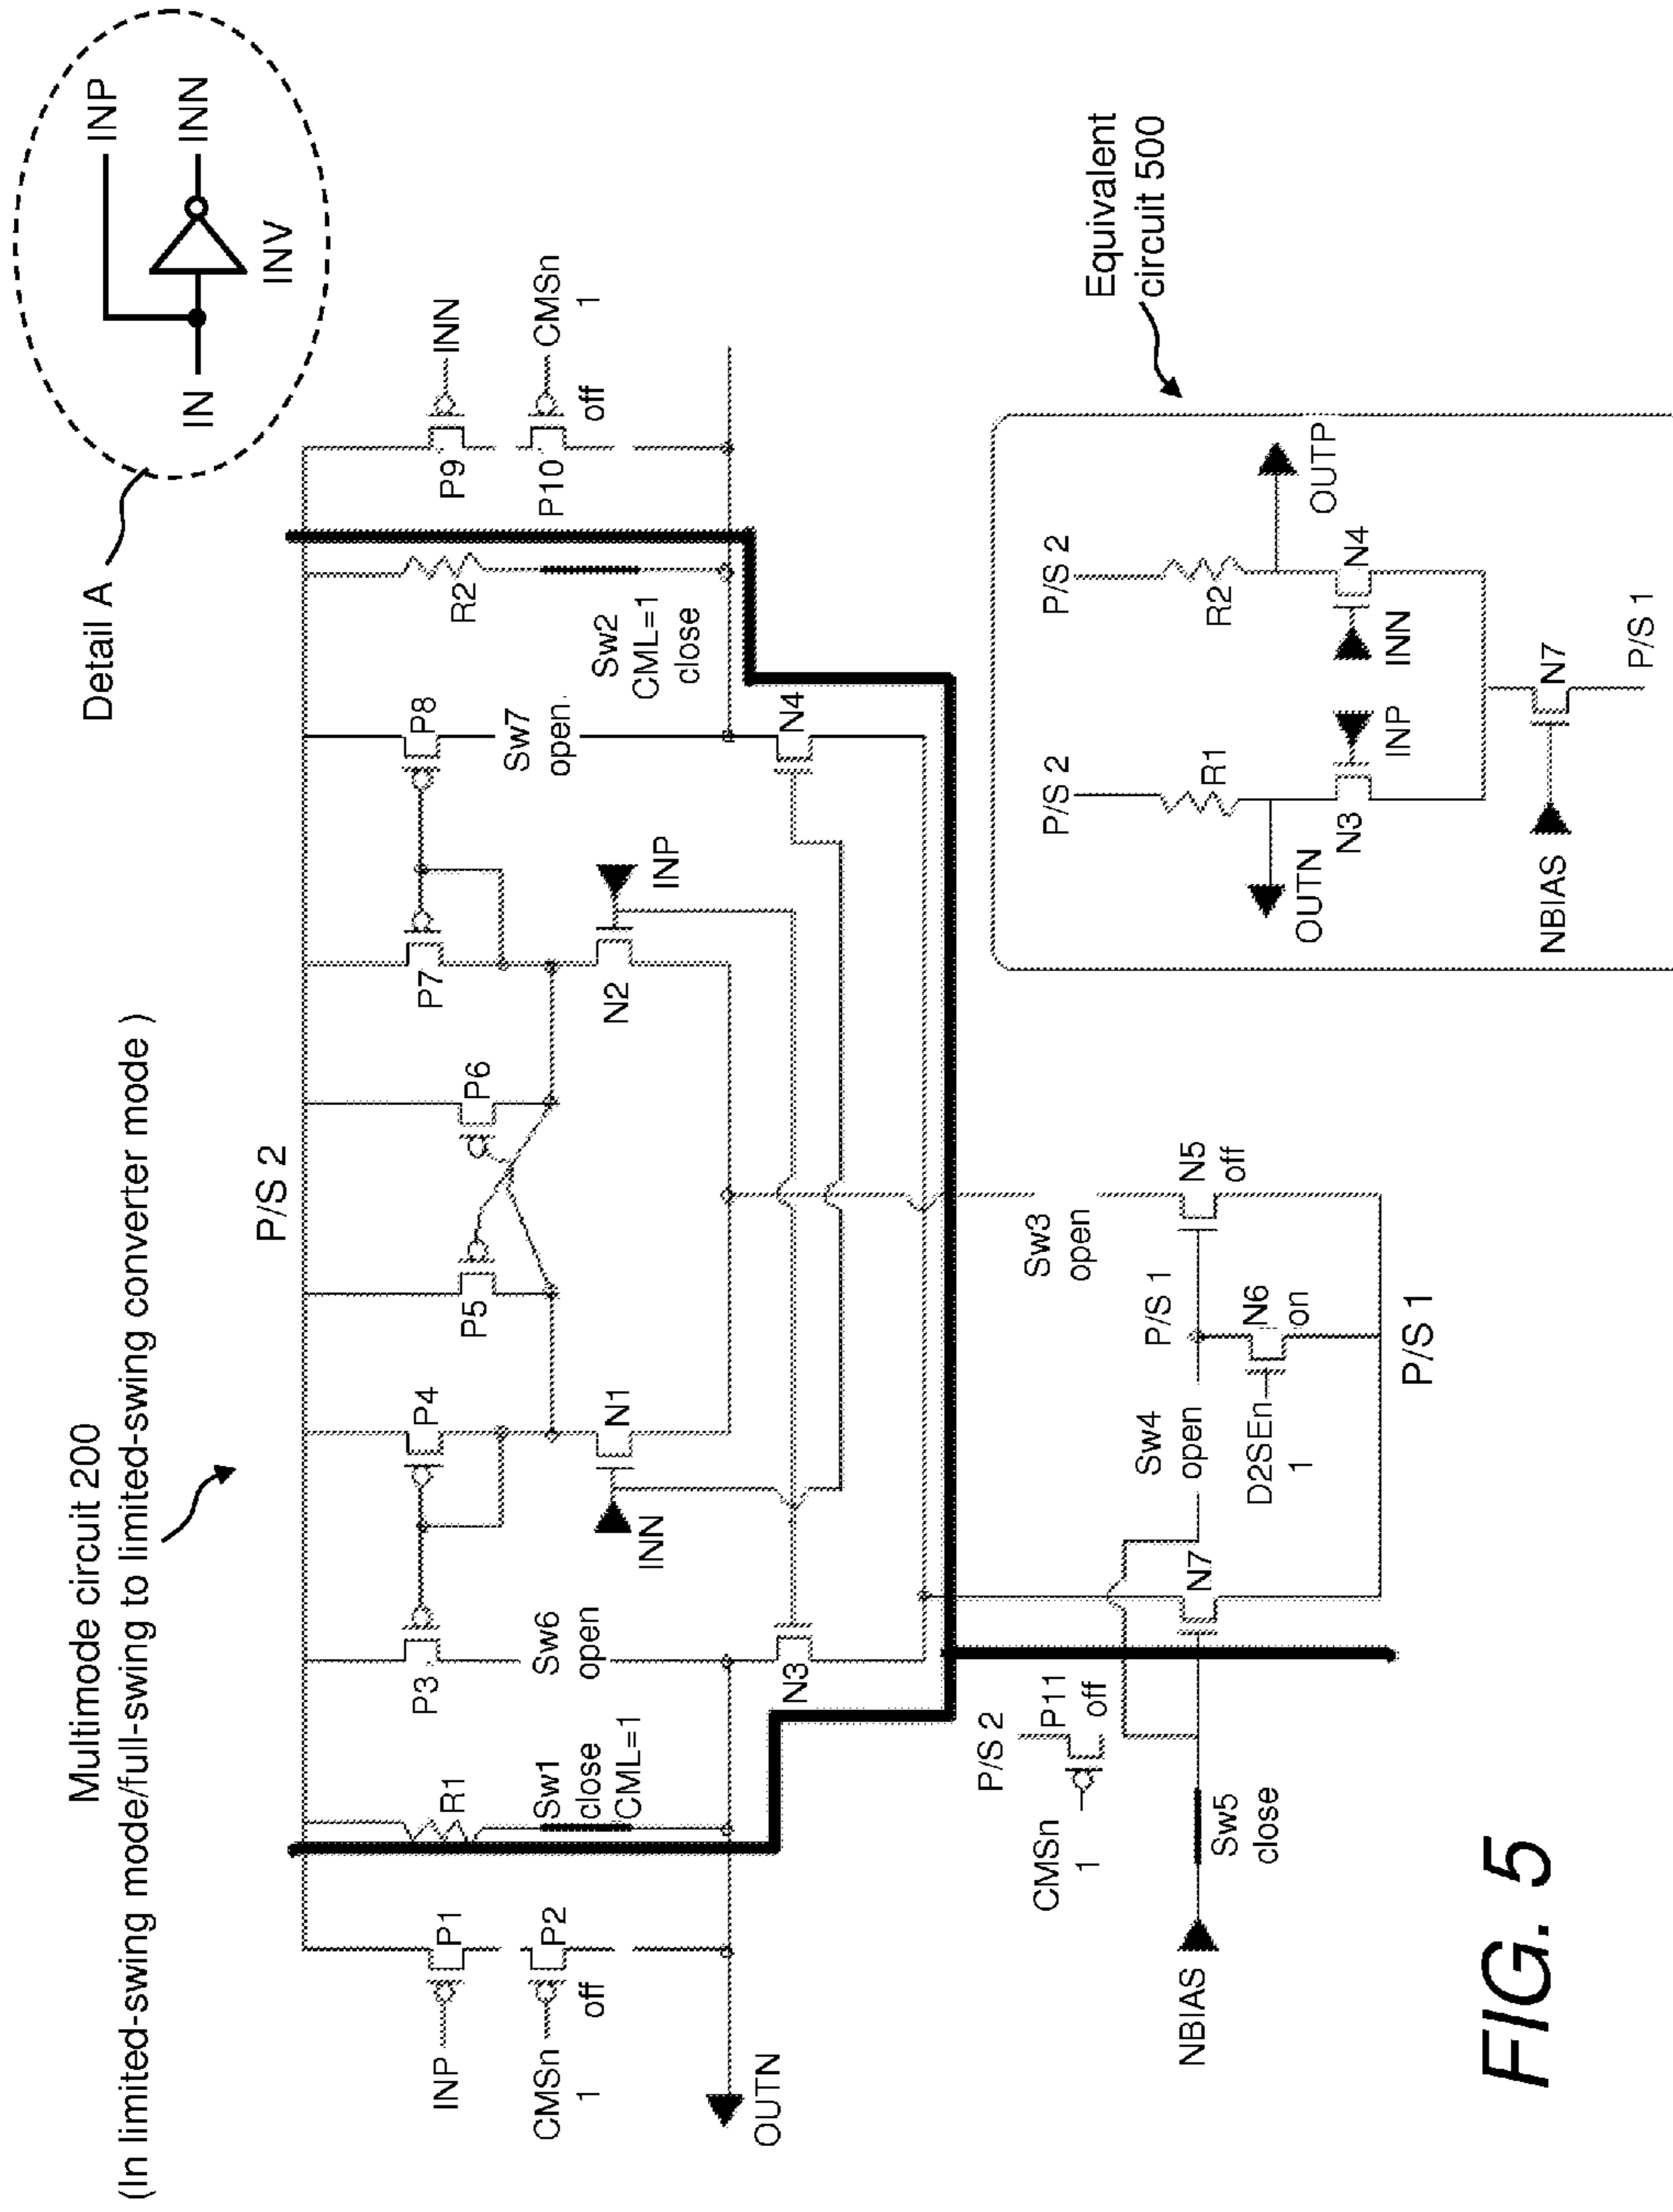 Multimode circuit 200
(In limited-swing mode/full-swing to limited-swing converter mode )
Detail A
IN
INP
INN
INV
P/S 2
INP
P1
CMSn
1
P2
off
R1
Sw1
close
CML=1
P3
Sw6
open
P4
P5
P6
P7
P8
Sw7
open
R2
Sw2
CML=1
close
P9
INN
P10
CMSn
1
off
N1
INN
N2
INP
N3
N4
OUTN
P/S 2
CMSn
1
P11
off
NBIAS
Sw5
close
N7
Sw4
open
P/S 1
D2SEn
1
N6
on
Sw3
open
N5
off
P/S 1
Equivalent
circuit 500
P/S 2
P/S 2
R1
R2
OUTN
OUTP
N3
INP
INN
N4
NBIAS
N7
P/S 1
FIG. 5